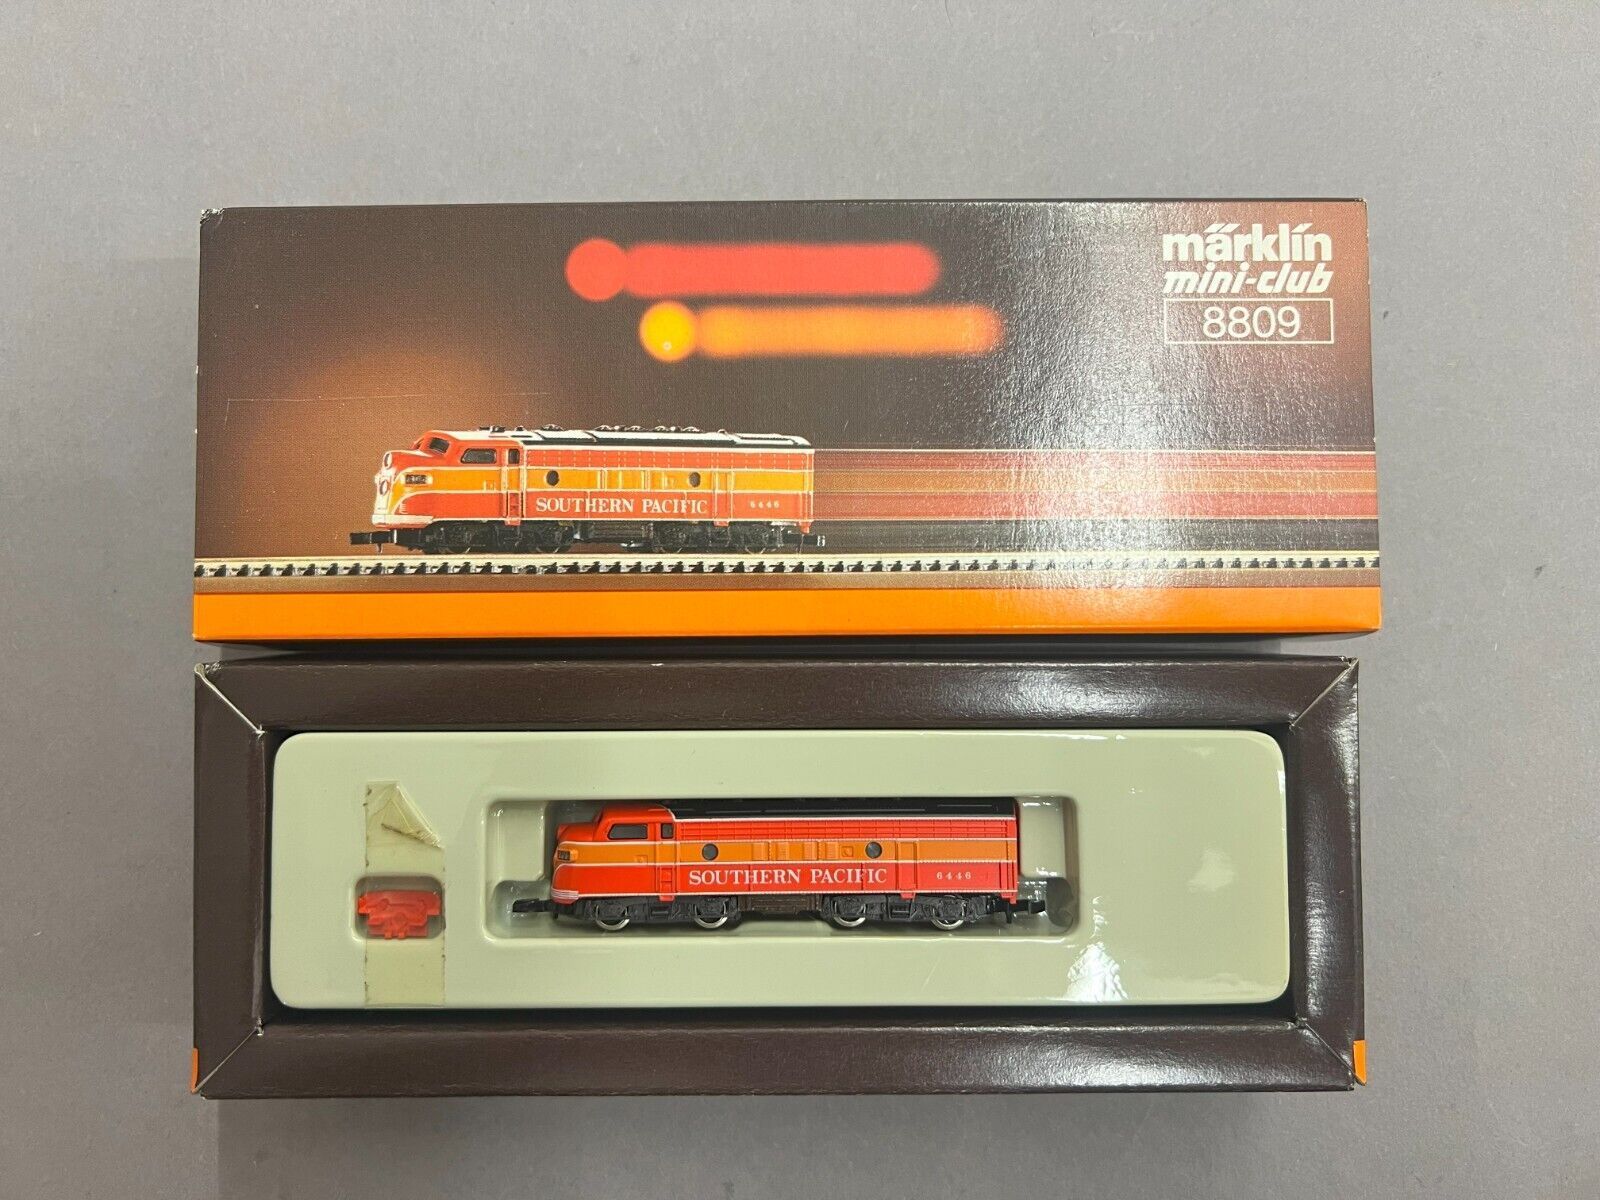 märklin
mini-club
8809
SOUTHERN PACIFIC 6446
SOUTHERN PACIFIC 6446